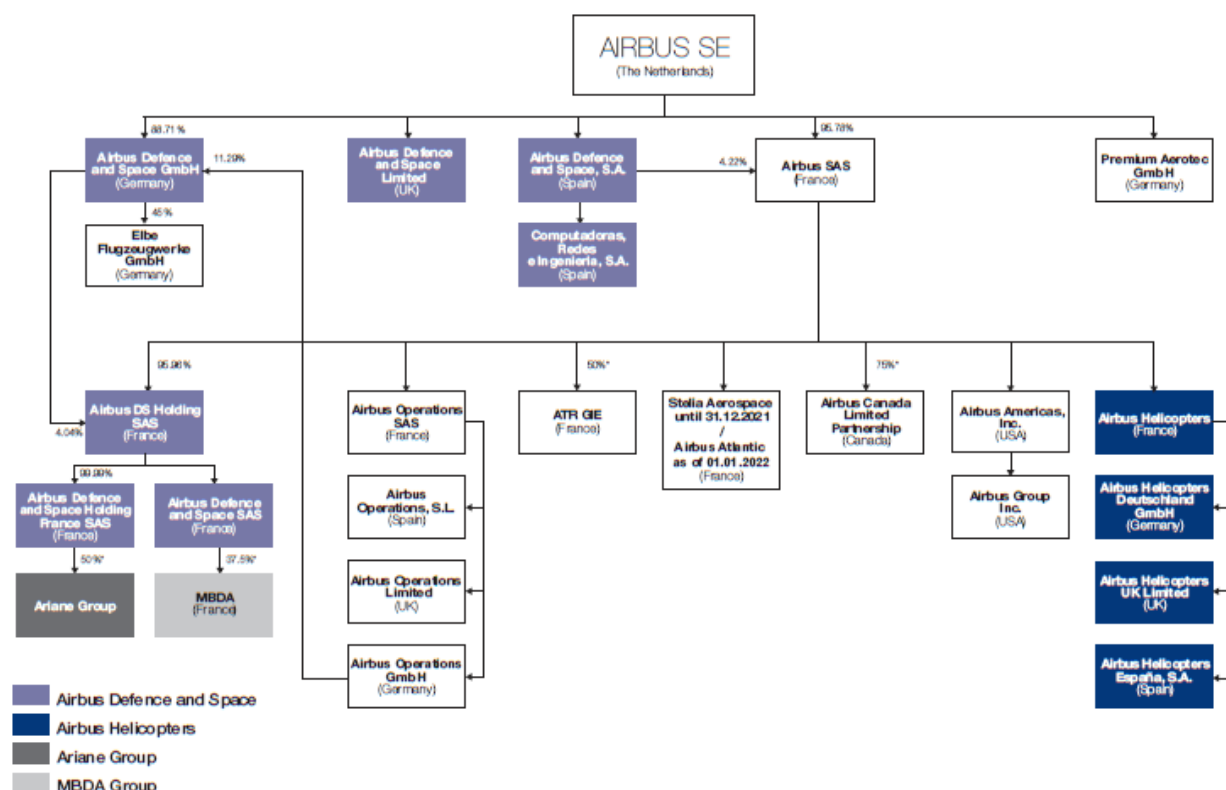 AIRBUS SE
(The Netherlands)
88.71%
95.78%
Airbus Defence
and Space GmbH
(Germany)
11.29%
Airbus Defence
and Space
Limited
(UK)
Airbus Defence
and Space, S.A.
(Spain)
4.22%
Airbus SAS
(France)
Premium Aerotec
GmbH
(Germany)
45%
Elbe
Flugzeugwerke
GmbH
(Germany)
Computadoras,
Redes
e Ingenieria, S.A.
(Spain)
95.96%
50%*
75%*
Airbus DS Holding
SAS
(France)
4.04%
Airbus Operations
SAS
(France)
ATR GIE
(France)
Stelia Aerospace
until 31.12.2021
/
Airbus Atlantic
as of 01.01.2022
(France)
Airbus Canada
Limited
Partnership
(Canada)
Airbus Americas,
Inc.
(USA)
Airbus Helicopters
(France)
99.99%
Airbus Defence
and Space Holding
France SAS
(France)
Airbus Defence
and Space SAS
(France)
Airbus
Operations, S.L.
(Spain)
Airbus Group
Inc.
(USA)
Airbus Helicopters
Deutschland
GmbH
(Germany)
50%*
37.5%*
Ariane Group
MBDA
(France)
Airbus Operations
Limited
(UK)
Airbus Helicopters
UK Limited
(UK)
Airbus Operations
GmbH
(Germany)
Airbus Helicopters
España, S.A.
(Spain)
Airbus Defence and Space
Airbus Helicopters
Ariane Group
MBDA Group